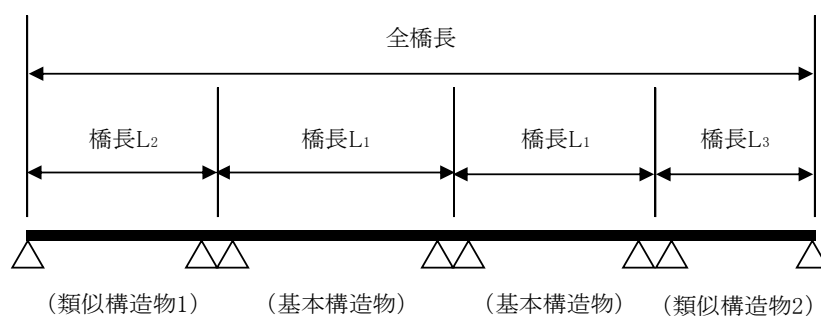 全橋長
橋長L₂ 橋長L₁ 橋長L₁ 橋長L₃
（類似構造物1） （基本構造物） （基本構造物） （類似構造物2）